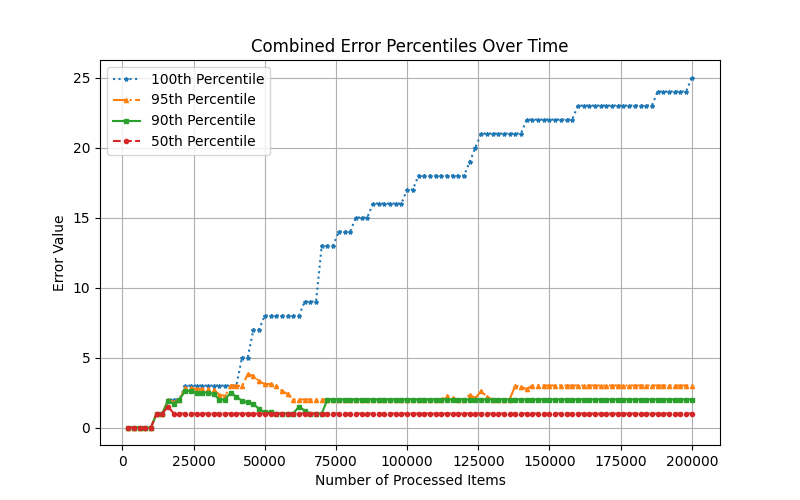 Combined Error Percentiles Over Time
100th Percentile
95th Percentile
90th Percentile
50th Percentile
Error Value
25
20
15
10
5
0
0 25000 50000 75000 100000 125000 150000 175000 200000
Number of Processed Items